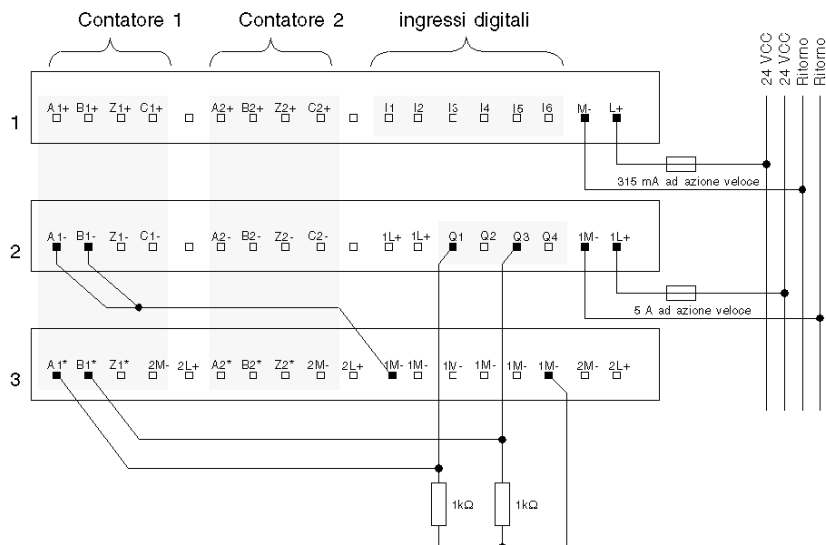 Contatore 1 Contatore 2 ingressi digitali
24 VCC
24 VCC
Ritorno
Ritorno
1
A1+ B1+ Z1+ C1+ A2+ B2+ Z2+ C2+ I1 I2 I3 I4 I5 I6 M- L+
315 mA ad azione veloce
2
A1- B1- Z1- C1- A2- B2- Z2- C2- 1L+ 1L+ Q1 Q2 Q3 Q4 1M- 1L+
5 A ad azione veloce
3
A1* B1* Z1* 2M- 2L+ A2* B2* Z2* 2M- 2L+ 1M- 1M- 1M- 1M- 1M- 1M- 2M- 2L+
1kΩ 1kΩ